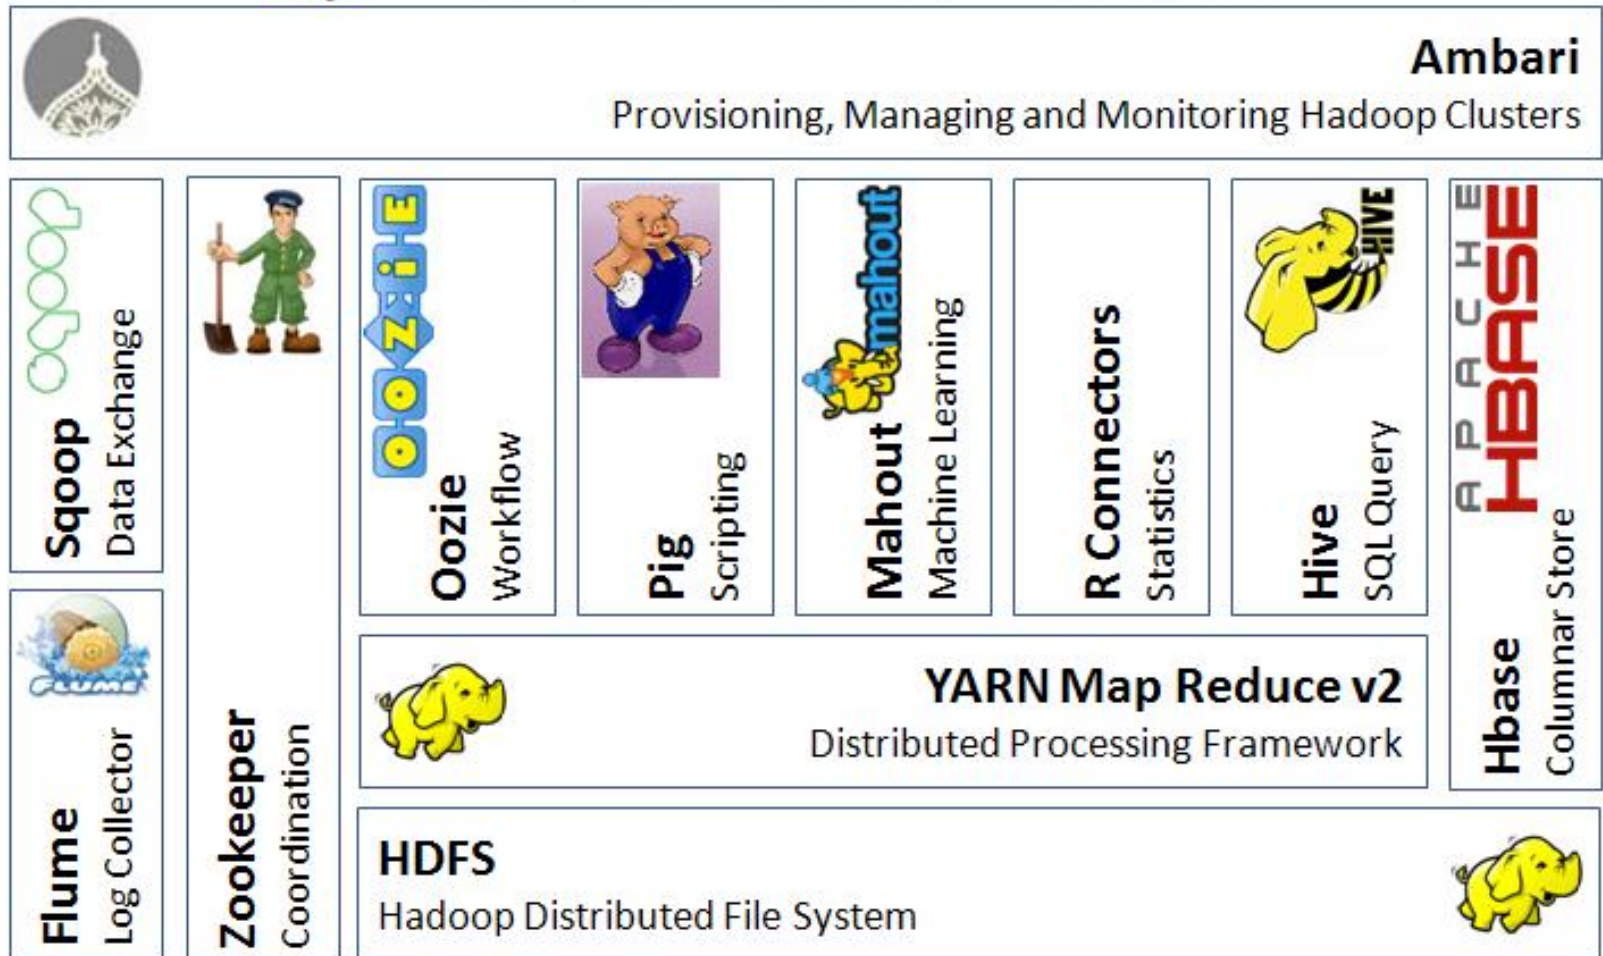 Ambari
Provisioning, Managing and Monitoring Hadoop Clusters
sqoop
Sqoop
Data Exchange
FLUME
Flume
Log Collector
Zookeeper
Coordination
OOZIE
Oozie
Workflow
Pig
Scripting
mahout
Mahout
Machine Learning
R Connectors
Statistics
HIVE
Hive
SQL Query
APACHE
HBASE
Hbase
Columnar Store
YARN Map Reduce v2
Distributed Processing Framework
HDFS
Hadoop Distributed File System